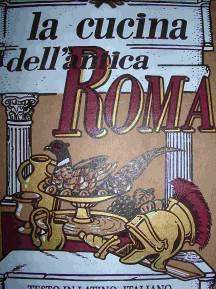 la cucina
dell'antica
ROMA
TESTO IN LATINO, ITALIANO